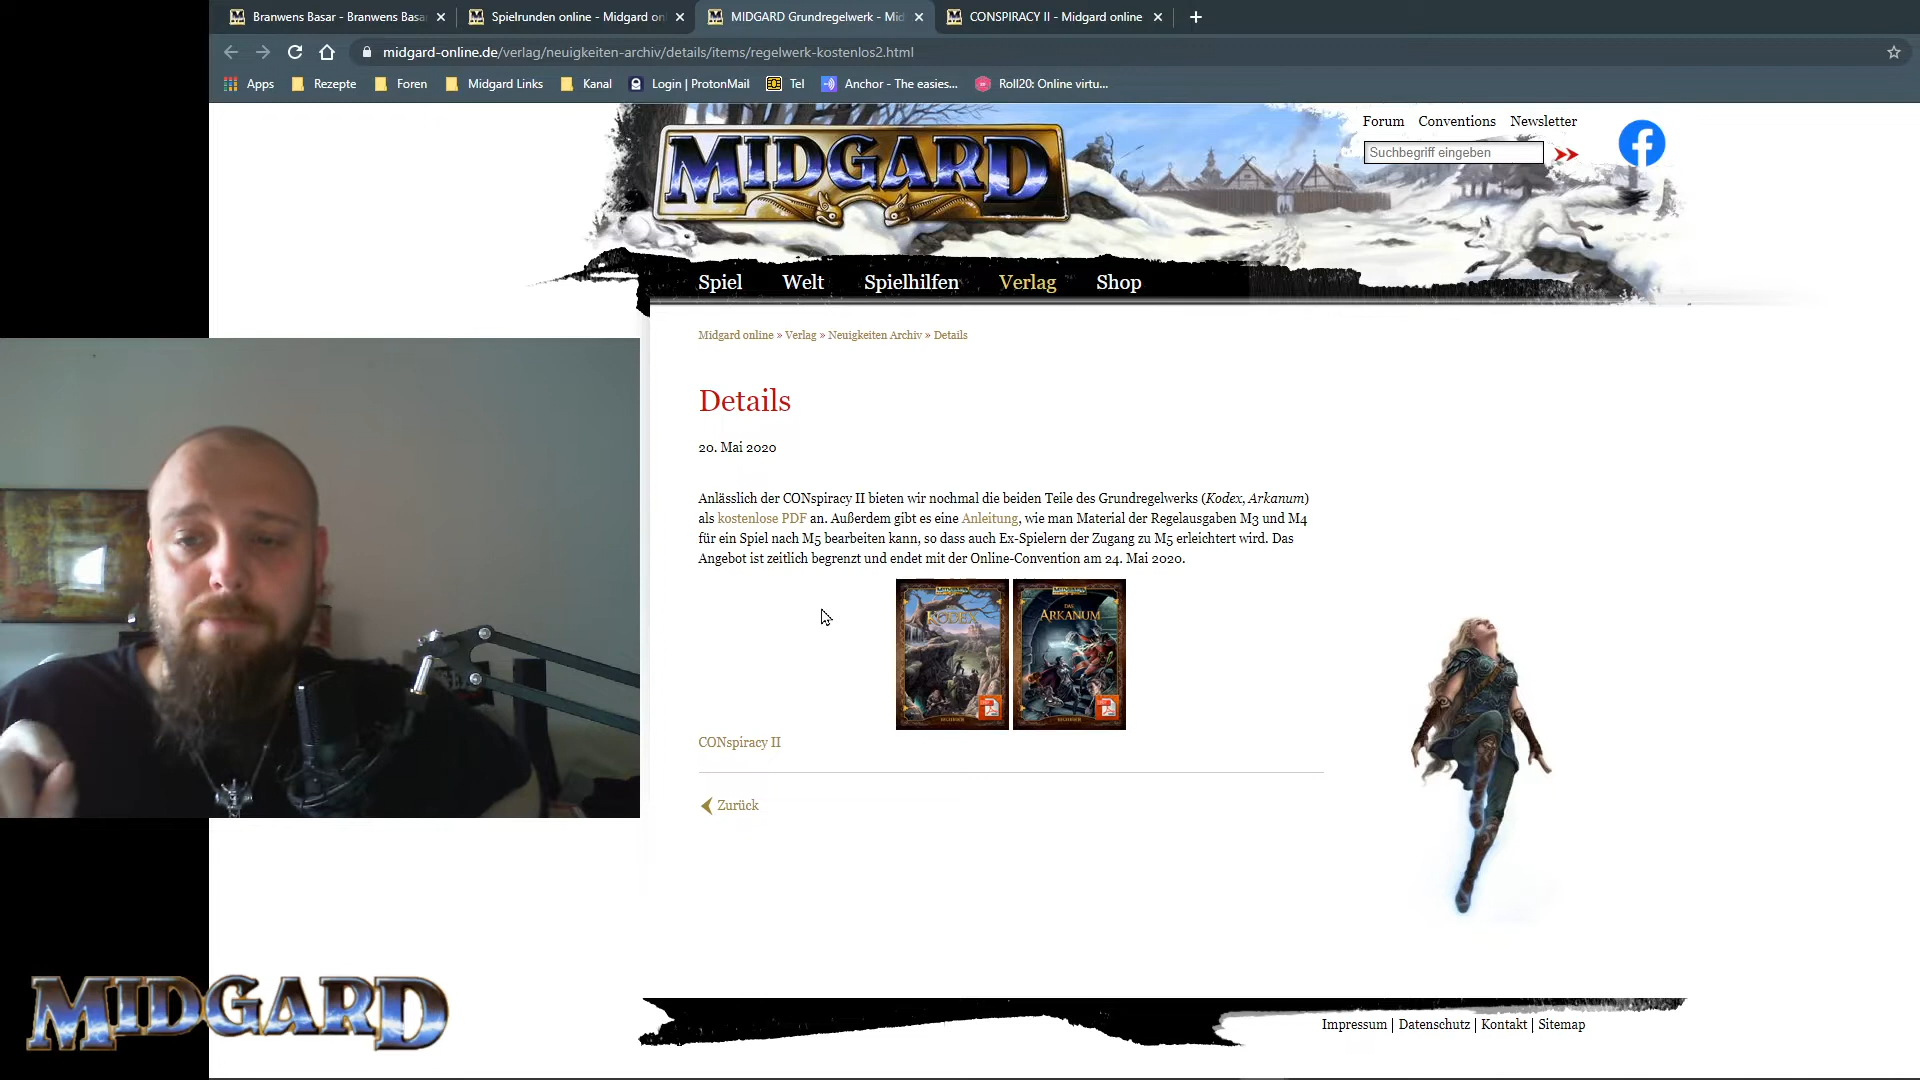 Branwens Basar - Branwens Basa
Spielrunden online - Midgard on
MIDGARD Grundregelwerk - Mid
CONSPIRACY II - Midgard online
midgard-online.de/verlag/neuigkeiten-archiv/details/items/regelwerk-kostenlos2.html
Apps
Rezepte
Foren
Midgard Links
Kanal
Login | ProtonMail
Tel
Anchor - The easies...
Roll20: Online virtu...
Forum
Conventions
Newsletter
Suchbegriff eingeben
MIDGARD
Spiel
Welt
Spielhilfen
Verlag
Shop
Midgard online » Verlag » Neuigkeiten Archiv » Details
Details
20. Mai 2020
Anlässlich der CONspiracy II bieten wir nochmal die beiden Teile des Grundregelwerks (Kodex, Arkanum)
als kostenlose PDF an. Außerdem gibt es eine Anleitung, wie man Material der Regelausgaben M3 und M4
für ein Spiel nach M5 bearbeiten kann, so dass auch Ex-Spielern der Zugang zu M5 erleichtert wird. Das
Angebot ist zeitlich begrenzt und endet mit der Online-Convention am 24. Mai 2020.
MIDGARD
KODEX
MIDGARD
DAS
ARKANUM
CONspiracy II
Zurück
MIDGARD
Impressum | Datenschutz | Kontakt | Sitemap